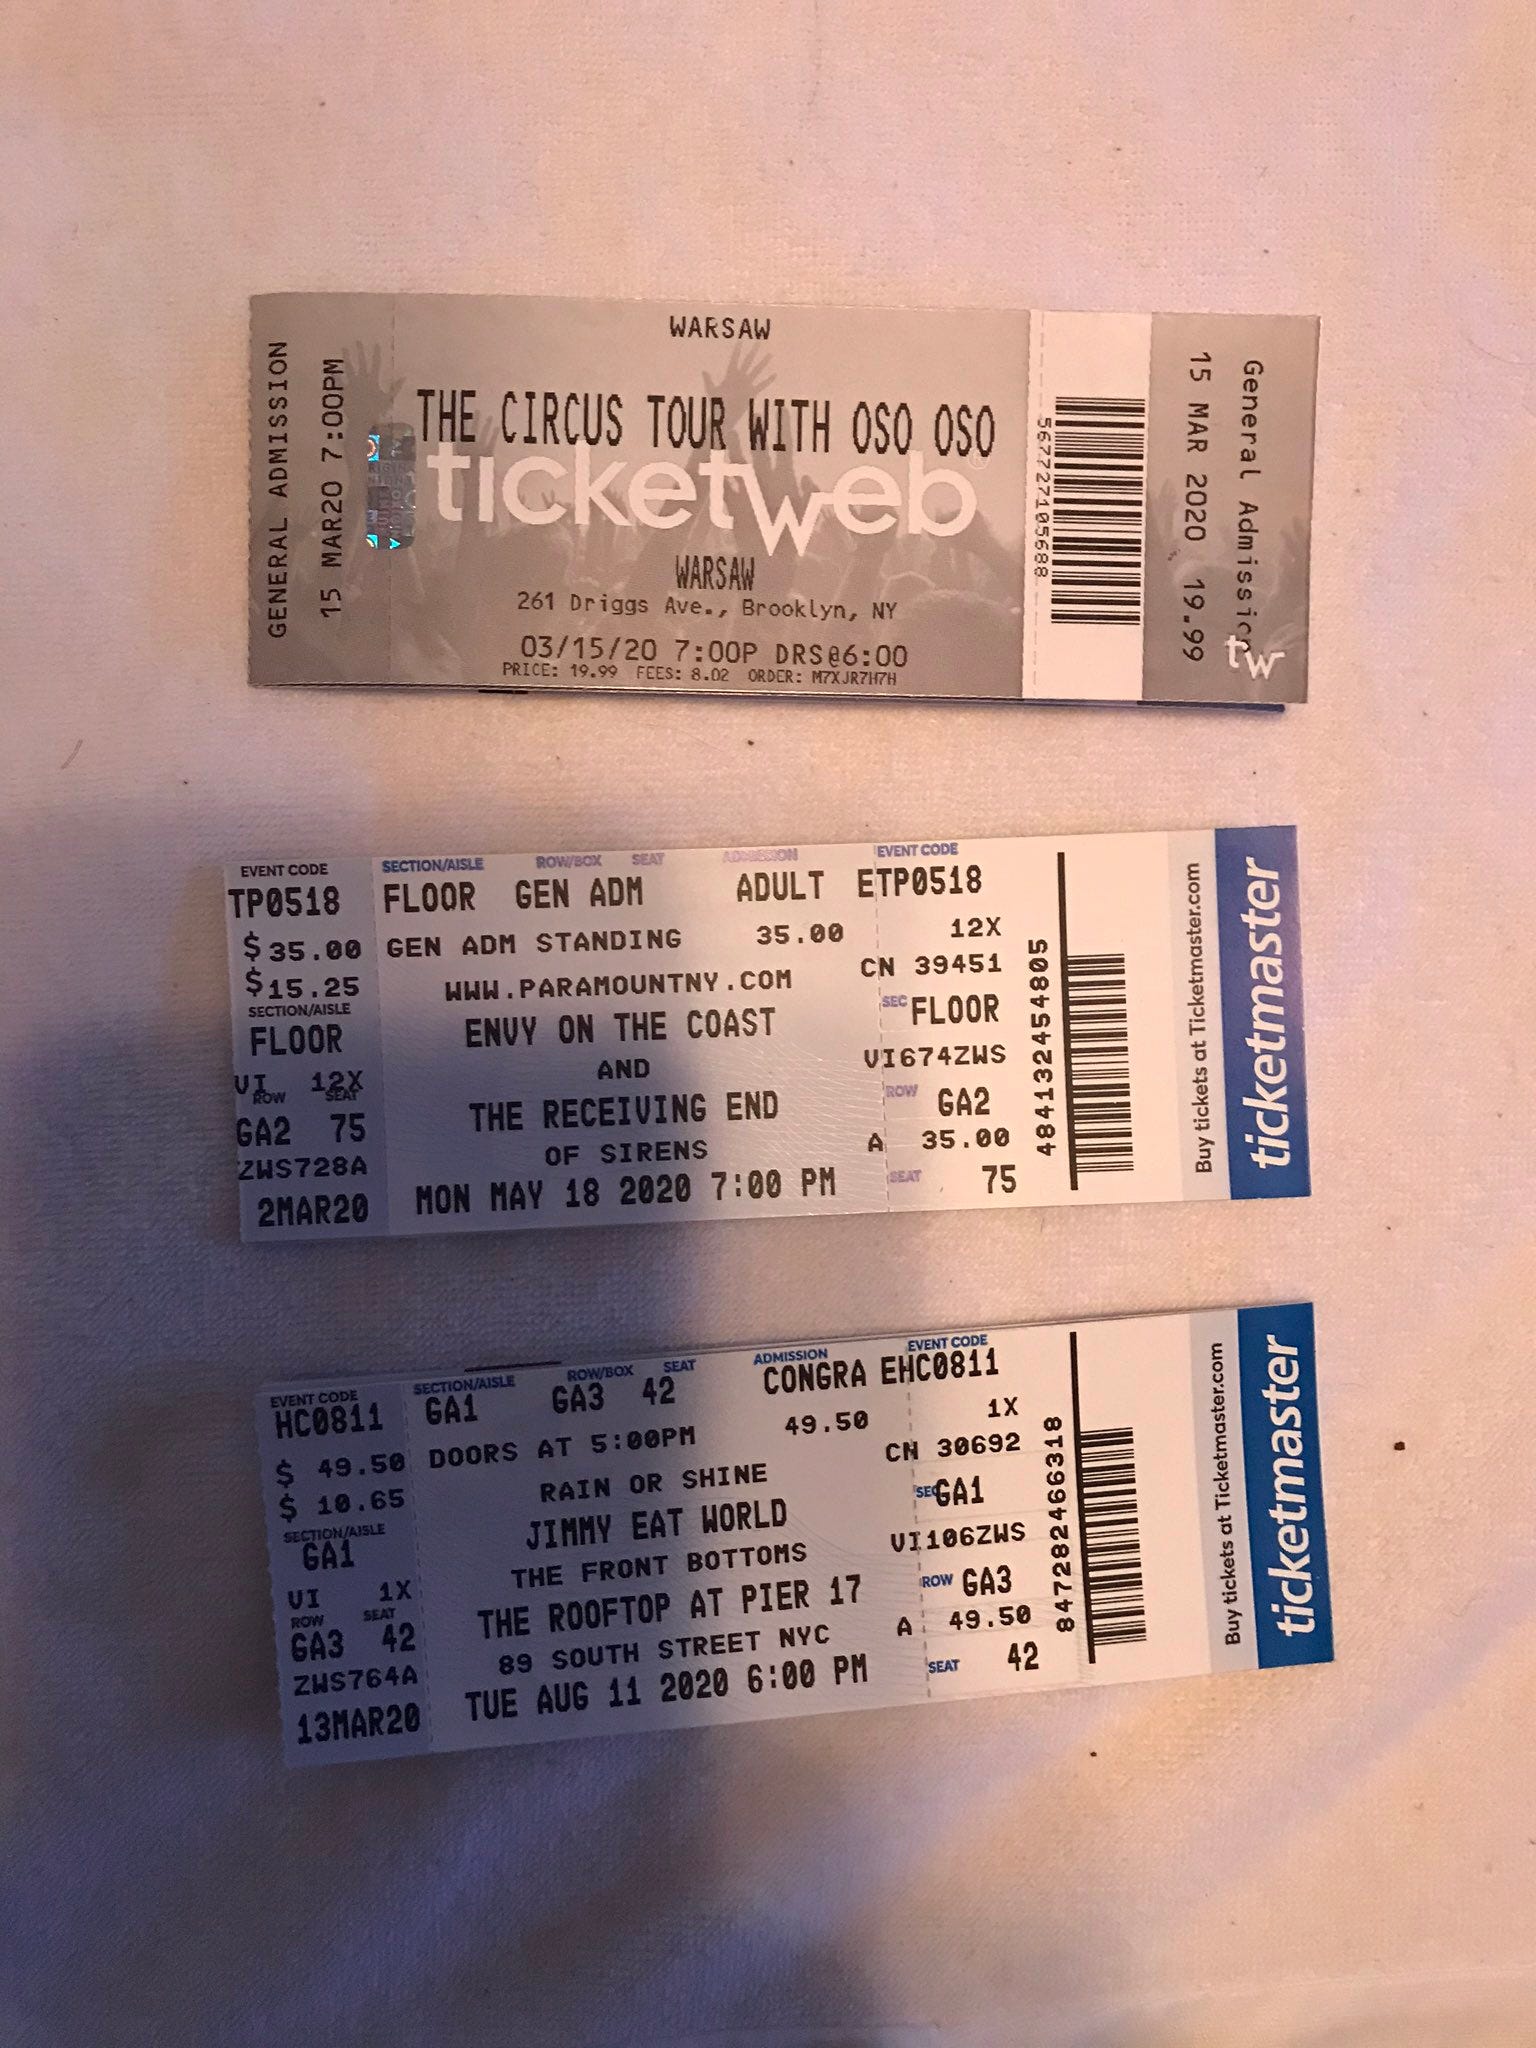 GENERAL ADMISSION
15 MAR20 7:00PM
WARSAW
THE CIRCUS TOUR WITH OSO OSO
ticketweb
WARSAW
261 Driggs Ave., Brooklyn, NY
03/15/20 7:00P DRS@6:00
PRICE: 19.99 FEES: 8.02 ORDER: M7XJR7H7H
567727105688
15 MAR 2020 19.99
General Admission
tw
EVENT CODE
TP0518
$ 35.00
$ 15.25
SECTION/AISLE
FLOOR
VI 12X
ROW SEAT
GA2 75
ZWS728A
2MAR20
SECTION/AISLE ROW/BOX SEAT ADMISSION
FLOOR GEN ADM ADULT
GEN ADM STANDING 35.00
WWW.PARAMOUNTNY.COM
ENVY ON THE COAST
AND
THE RECEIVING END
OF SIRENS
MON MAY 18 2020 7:00 PM
EVENT CODE
ETP0518
12X
CN 39451
SEC FLOOR
VI674ZWS
ROW GA2
A 35.00
SEAT 75
484132454805
Buy tickets at Ticketmaster.com
ticketmaster
EVENT CODE
HC0811
$ 49.50
$ 10.65
SECTION/AISLE
GA1
VI 1X
ROW SEAT
GA3 42
ZWS764A
13MAR20
SECTION/AISLE ROW/BOX SEAT ADMISSION
GA1 GA3 42 CONGRA
DOORS AT 5:00PM 49.50
RAIN OR SHINE
JIMMY EAT WORLD
THE FRONT BOTTOMS
THE ROOFTOP AT PIER 17
89 SOUTH STREET NYC
TUE AUG 11 2020 6:00 PM
EVENT CODE
EHC0811
1X
CN 30692
SEC GA1
VI106ZWS
ROW GA3
A 49.50
SEAT 42
847282466318
Buy tickets at Ticketmaster.com
ticketmaster